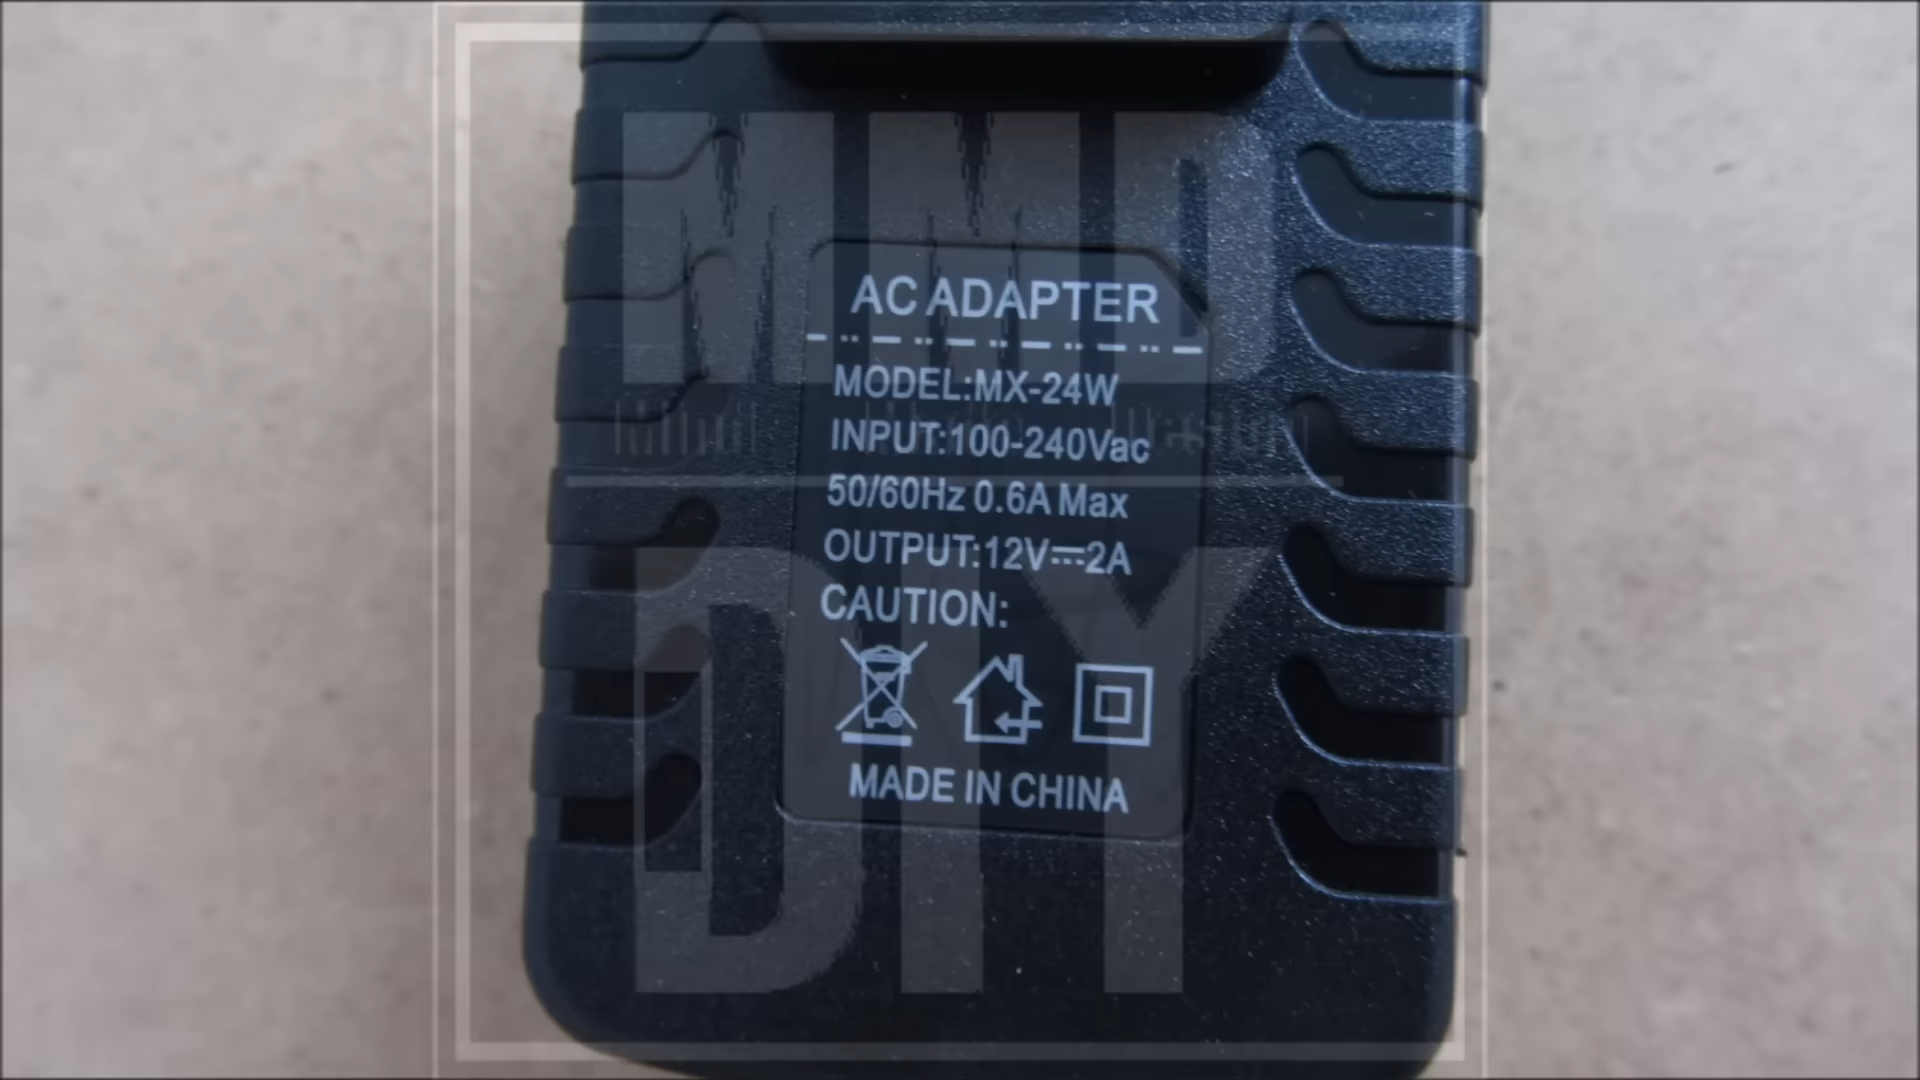 MMD
AC ADAPTER
MODEL:MX-24W
INPUT:100-240Vac
50/60Hz 0.6A Max
OUTPUT:12V⎓2A
CAUTION:
MADE IN CHINA
DIY